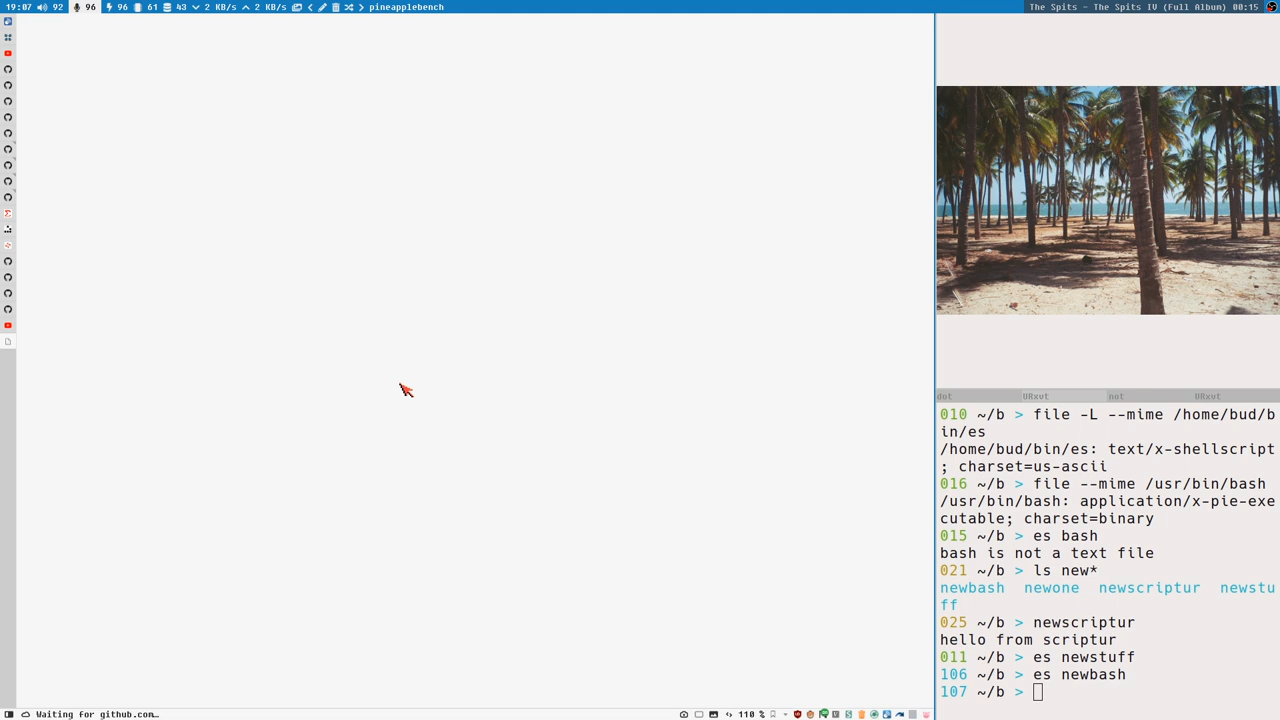 19:07 92 96 96 61 43 2 KB/s 2 KB/s pineapplebench
The Spits - The Spits IV (Full Album) 00:15
dot URxvt not URxvt
010 ~/b > file -L --mime /home/bud/b
in/es
/home/bud/bin/es: text/x-shellscript
; charset=us-ascii
016 ~/b > file --mime /usr/bin/bash
/usr/bin/bash: application/x-pie-exe
cutable; charset=binary
015 ~/b > es bash
bash is not a text file
021 ~/b > ls new*
newbash newone newscriptur newstu
ff
025 ~/b > newscriptur
hello from scriptur
011 ~/b > es newstuff
106 ~/b > es newbash
107 ~/b >
Waiting for github.com…
110 %